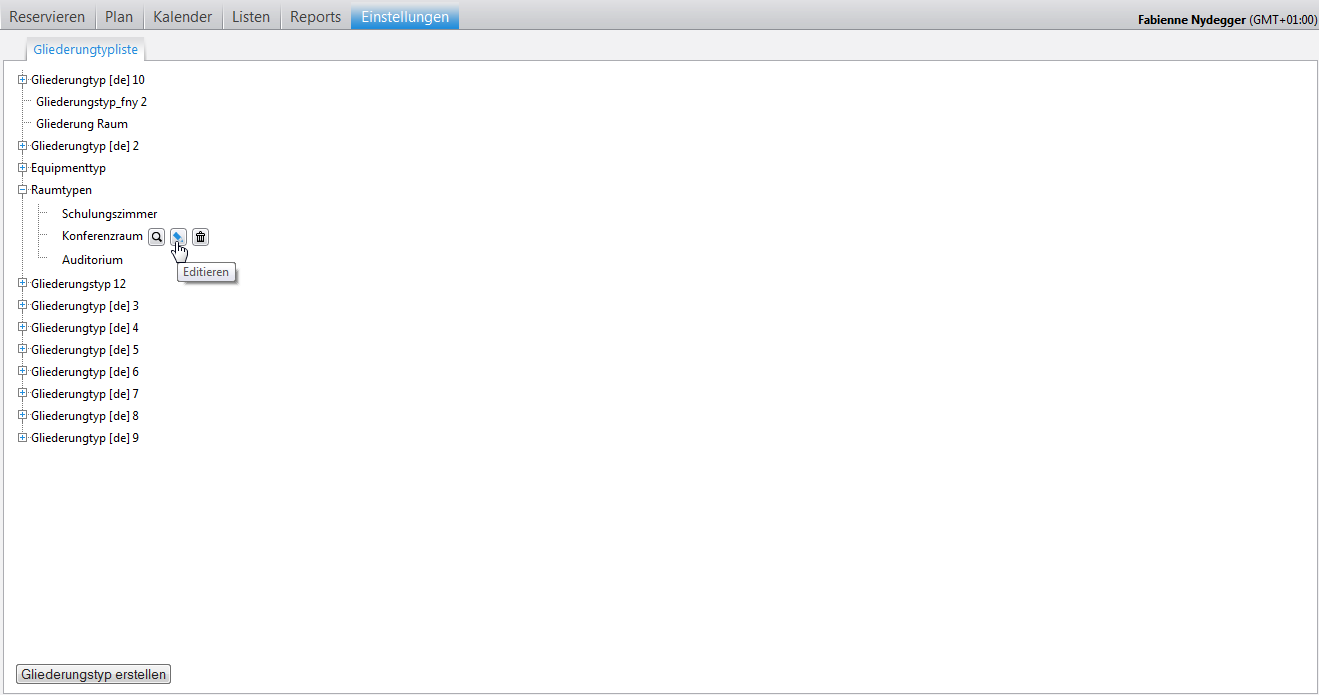 Reservieren Plan Kalender Listen Reports Einstellungen Fabienne Nydegger (GMT+01:00)
Gliederungtypliste
Gliederungtyp [de] 10
Gliederungstyp_fny 2
Gliederung Raum
Gliederungtyp [de] 2
Equipmenttyp
Raumtypen
Schulungszimmer
Konferenzraum
Auditorium
Editieren
Gliederungstyp 12
Gliederungtyp [de] 3
Gliederungtyp [de] 4
Gliederungtyp [de] 5
Gliederungtyp [de] 6
Gliederungtyp [de] 7
Gliederungtyp [de] 8
Gliederungtyp [de] 9
Gliederungstyp erstellen